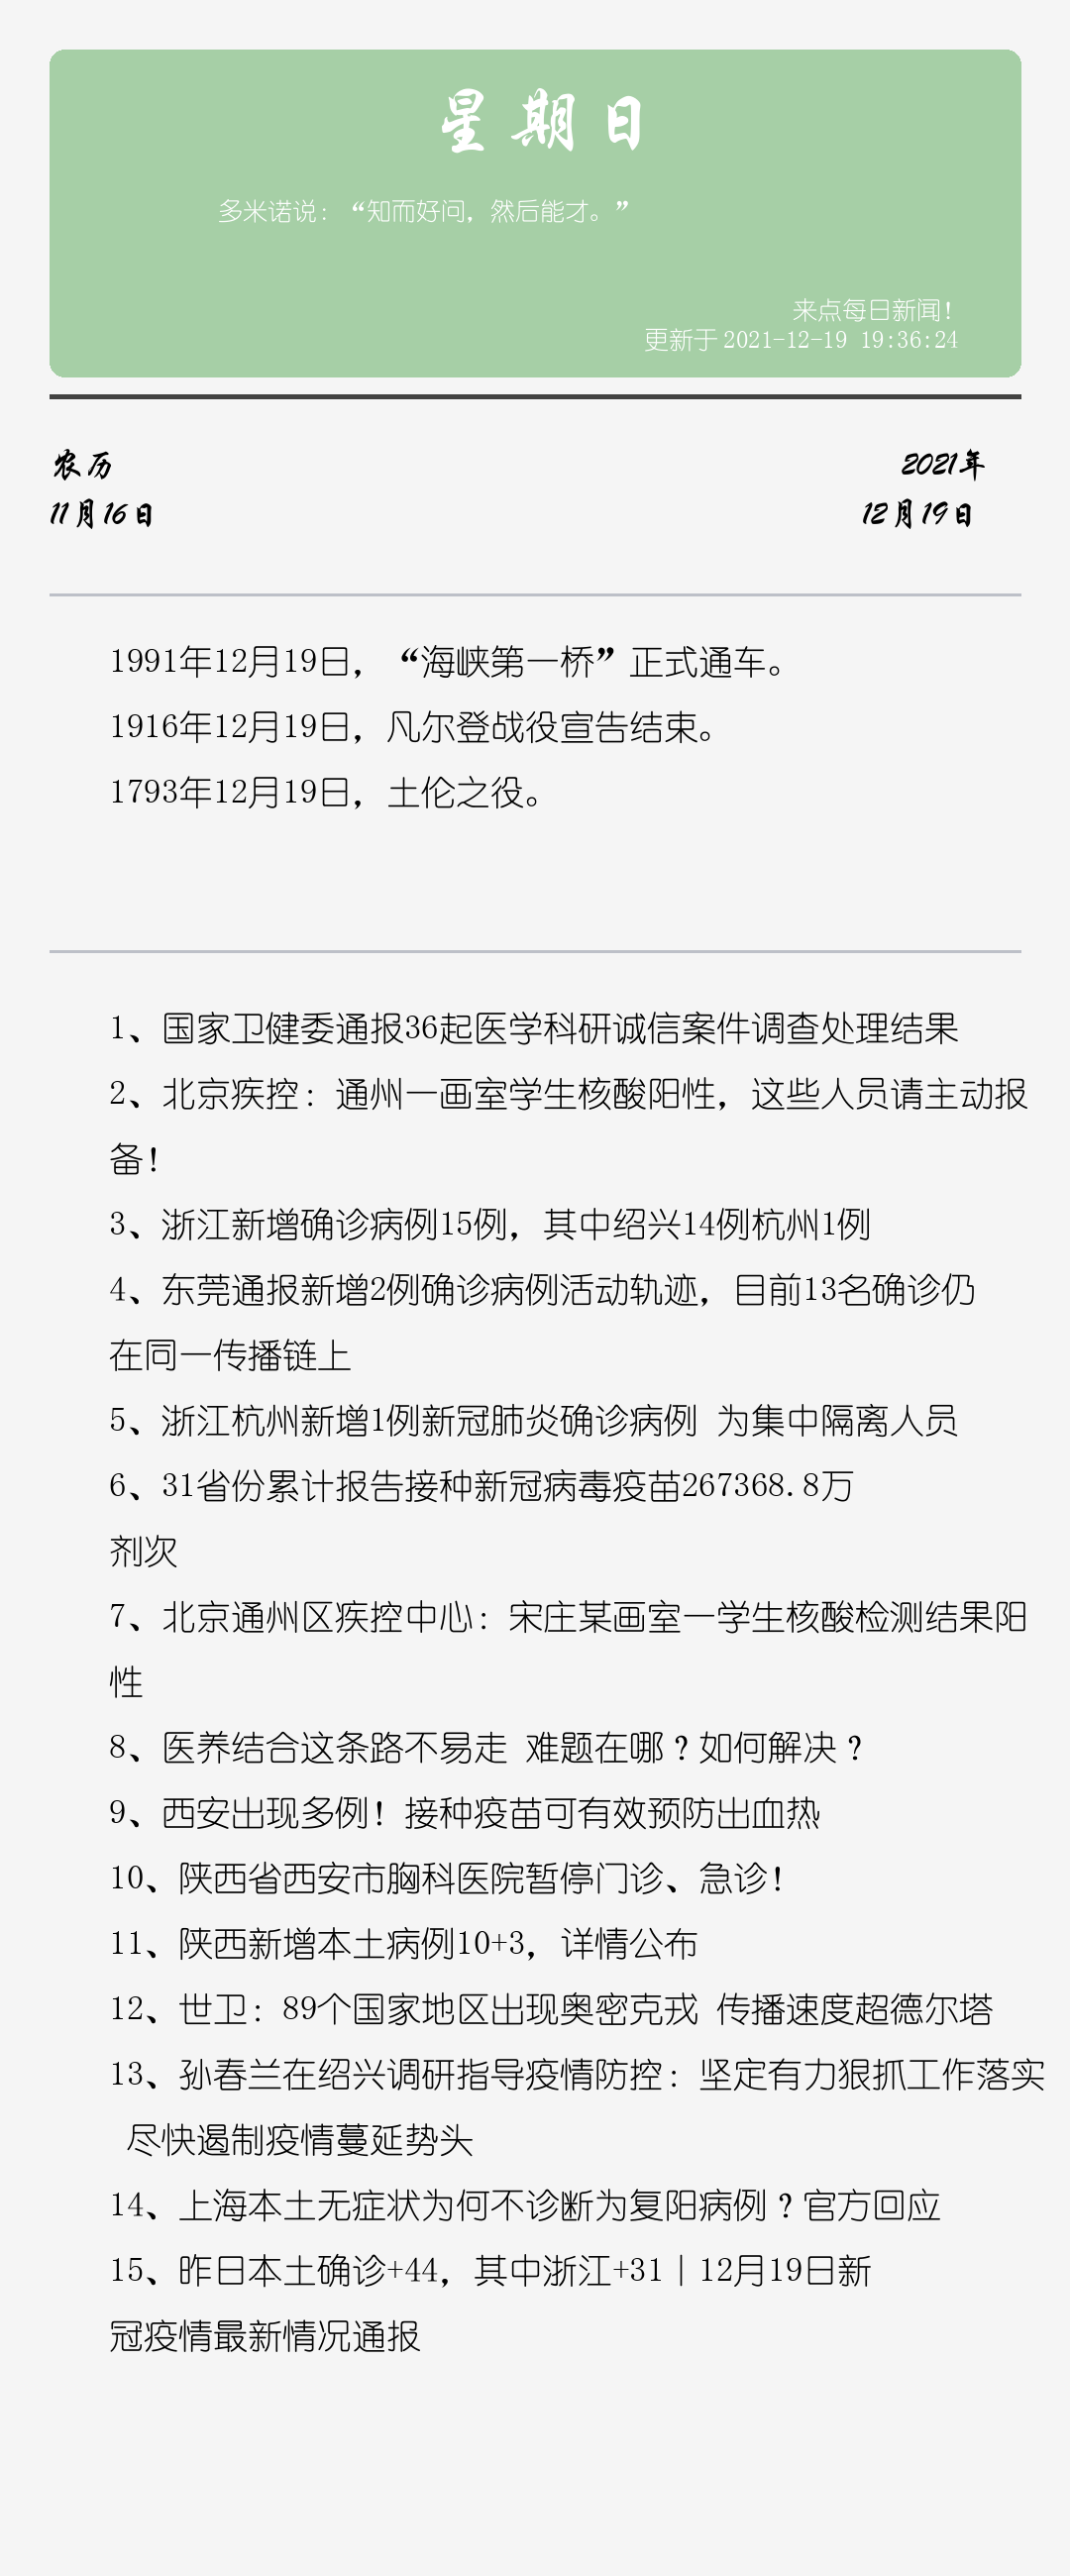 星期日
多米诺说：“知而好问，然后能才。”
来点每日新闻！
更新于2021-12-19 19:36:24
农历
2021年
11月16日
12月19日
1991年12月19日，“海峡第一桥”正式通车。
1916年12月19日，凡尔登战役宣告结束。
1793年12月19日，土伦之役。
1、国家卫健委通报36起医学科研诚信案件调查处理结果
2、北京疾控：通州一画室学生核酸阳性，这些人员请主动报
备！
3、浙江新增确诊病例15例，其中绍兴14例杭州1例
4、东莞通报新增2例确诊病例活动轨迹，目前13名确诊仍
在同一传播链上
5、浙江杭州新增1例新冠肺炎确诊病例 为集中隔离人员
6、31省份累计报告接种新冠病毒疫苗267368.8万
剂次
7、北京通州区疾控中心：宋庄某画室一学生核酸检测结果阳
性
8、医养结合这条路不易走 难题在哪？如何解决？
9、西安出现多例！接种疫苗可有效预防出血热
10、陕西省西安市胸科医院暂停门诊、急诊！
11、陕西新增本土病例10+3，详情公布
12、世卫：89个国家地区出现奥密克戎 传播速度超德尔塔
13、孙春兰在绍兴调研指导疫情防控：坚定有力狠抓工作落实
尽快遏制疫情蔓延势头
14、上海本土无症状为何不诊断为复阳病例？官方回应
15、昨日本土确诊+44，其中浙江+31｜12月19日新
冠疫情最新情况通报